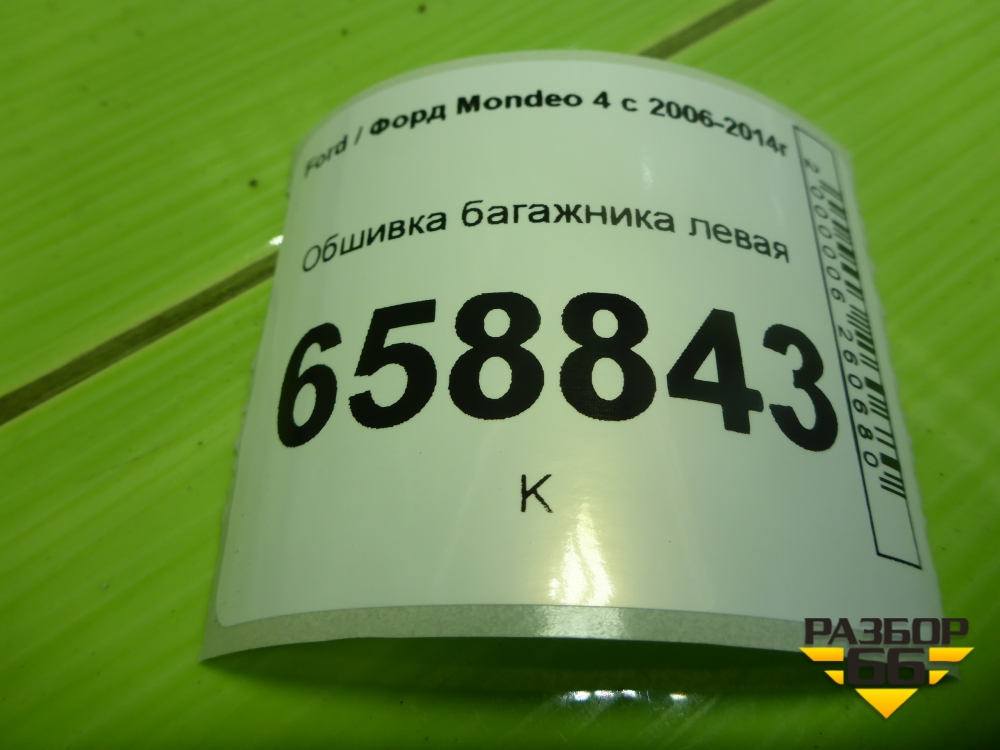 Ford / Форд Mondeo 4 с 2006-2014г
Обшивка багажника левая
658843
К
2000006260680
РАЗБОР
66